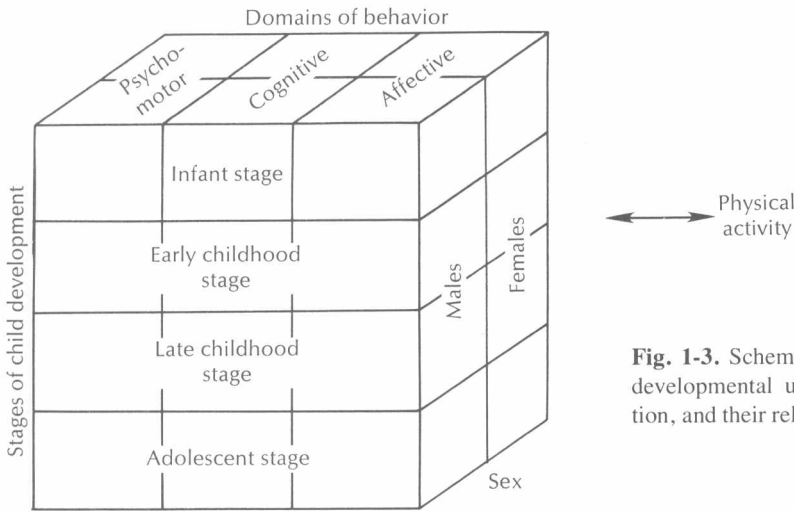 Domains of behavior
Psycho-
motor
Cognitive
Affective
Stages of child development
Infant stage
Early childhood
stage
Late childhood
stage
Adolescent stage
Males
Females
Sex
Physical
activity
Fig. 1-3. Schem
developmental u
tion, and their rel